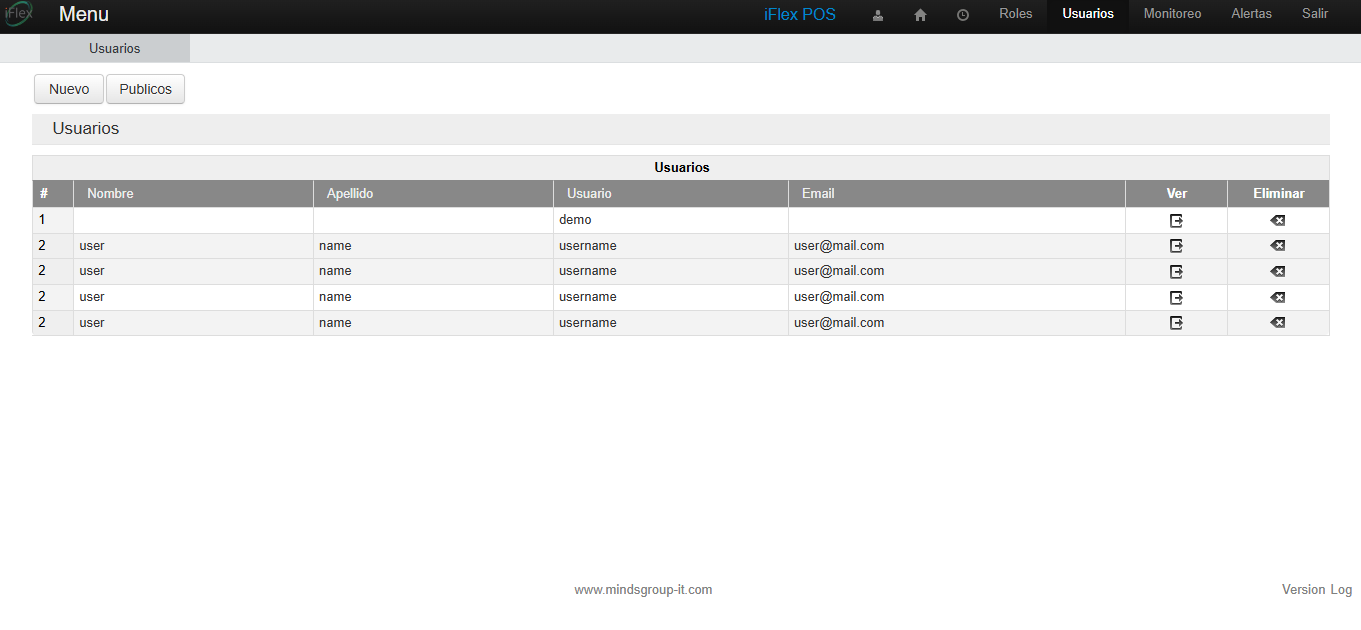 iFlex Menu iFlex POS Roles Usuarios Monitoreo Alertas Salir
Usuarios
Nuevo Publicos
Usuarios
Usuarios
# Nombre Apellido Usuario Email Ver Eliminar
1 demo
2 user name username user@mail.com
2 user name username user@mail.com
2 user name username user@mail.com
2 user name username user@mail.com
www.mindsgroup-it.com Version Log